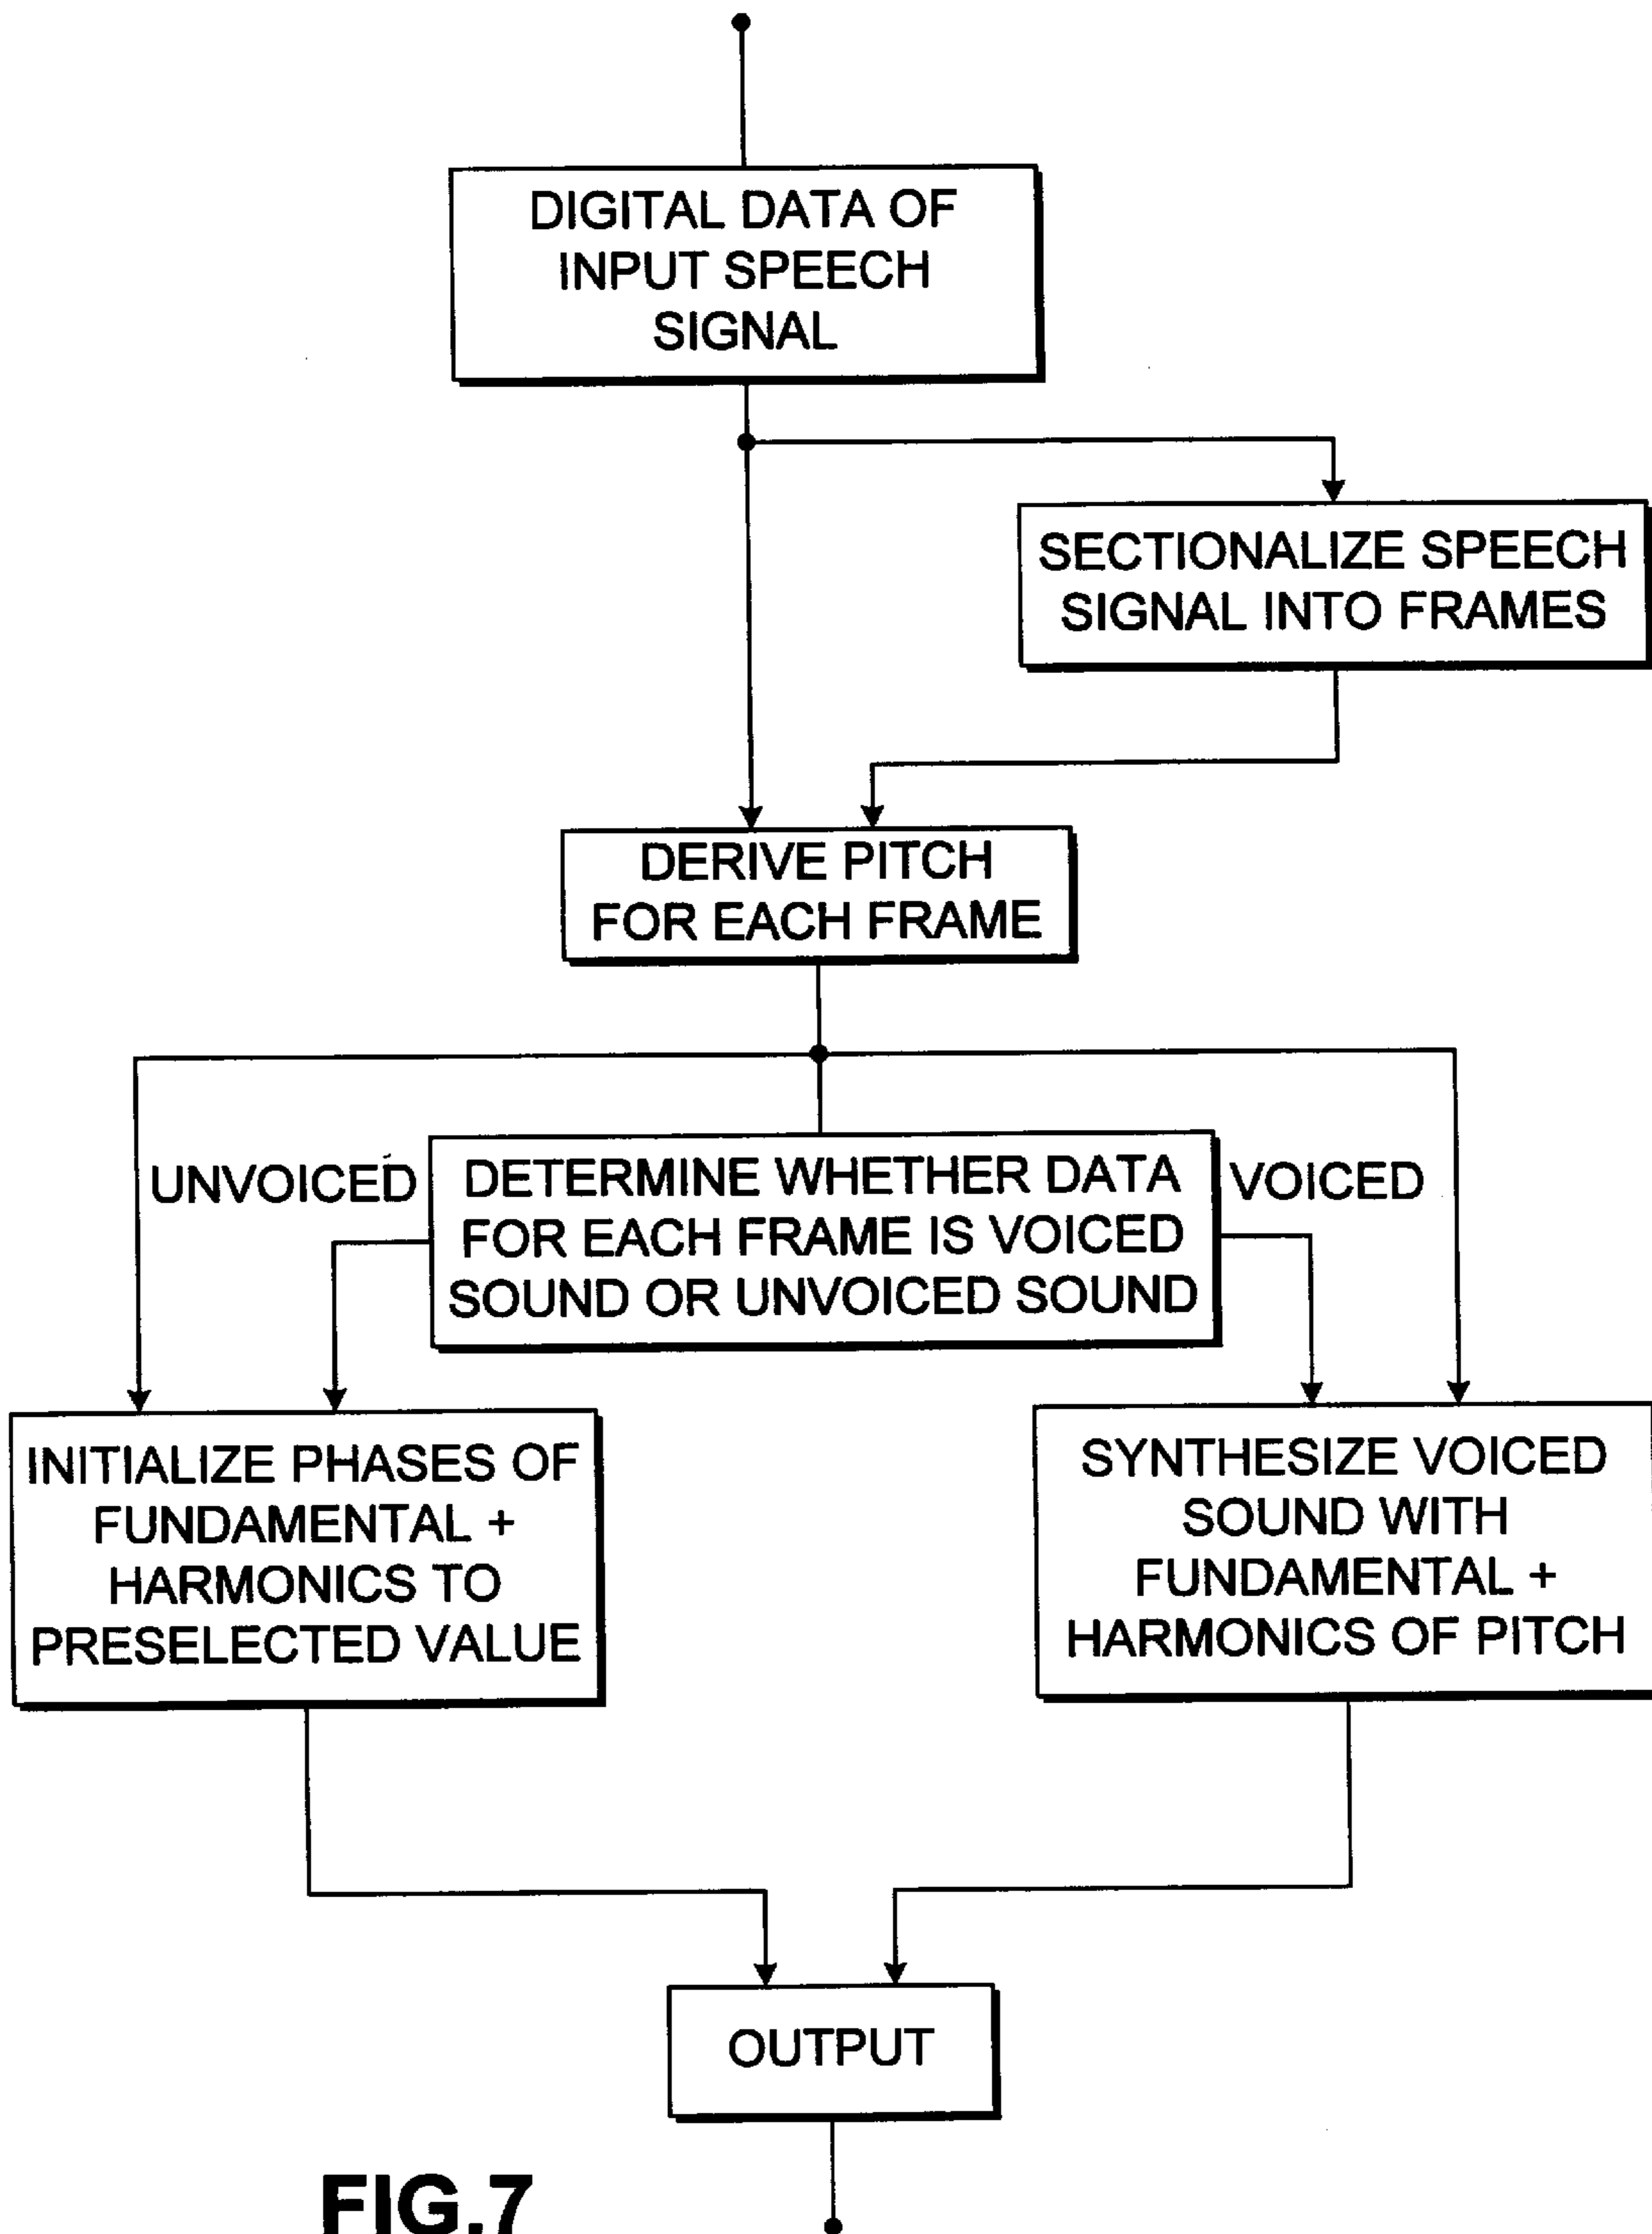 DIGITAL DATA OF
INPUT SPEECH
SIGNAL
SECTIONALIZE SPEECH
SIGNAL INTO FRAMES
DERIVE PITCH
FOR EACH FRAME
UNVOICED
DETERMINE WHETHER DATA
FOR EACH FRAME IS VOICED
SOUND OR UNVOICED SOUND
VOICED
INITIALIZE PHASES OF
FUNDAMENTAL +
HARMONICS TO
PRESELECTED VALUE
SYNTHESIZE VOICED
SOUND WITH
FUNDAMENTAL +
HARMONICS OF PITCH
OUTPUT
FIG.7